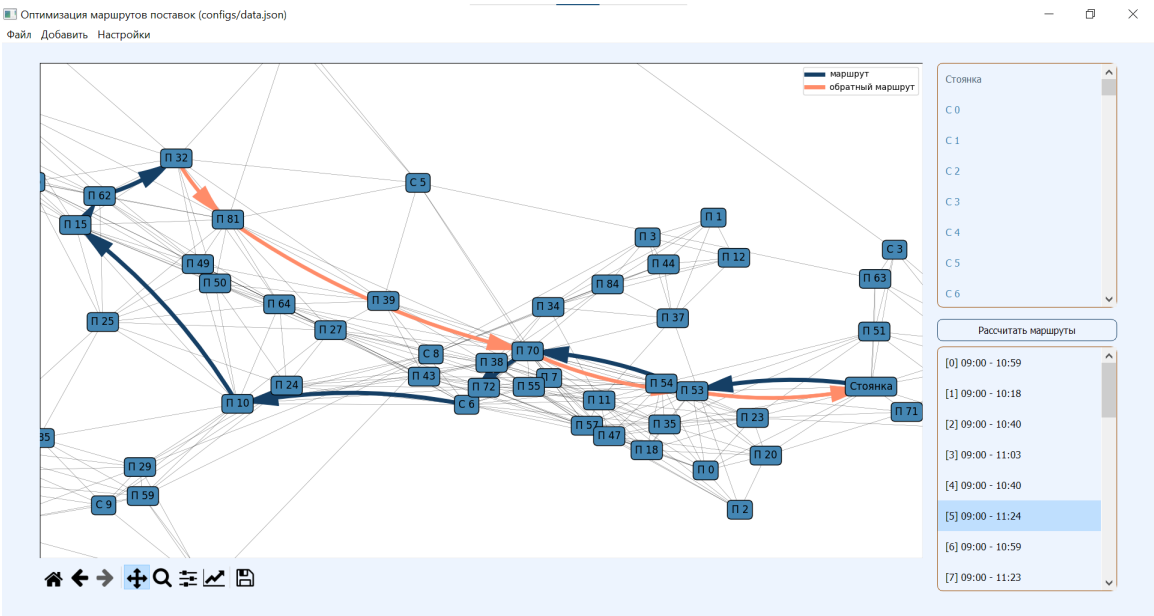 Оптимизация маршрутов поставок (configs/data.json)
Файл Добавить Настройки
маршрут
обратный маршрут
П 32
С 5
П 62
П 15
П 81
П 1
П 3
П 12
С 3
П 49
П 44
П 50
П 84
П 63
П 64
П 39
П 34
П 25
П 27
П 37
П 51
С 8
П 70
П 38
П 43
П 7
П 24
П 72
П 55
П 54
П 53
Стоянка
П 10
С 6
П 11
П 71
П 57
П 47
П 35
П 23
35
П 18
П 20
П 29
П 0
П 59
С 9
П 2
Стоянка
С 0
С 1
С 2
С 3
С 4
С 5
С 6
Рассчитать маршруты
[0] 09:00 - 10:59
[1] 09:00 - 10:18
[2] 09:00 - 10:40
[3] 09:00 - 11:03
[4] 09:00 - 10:40
[5] 09:00 - 11:24
[6] 09:00 - 10:59
[7] 09:00 - 11:23